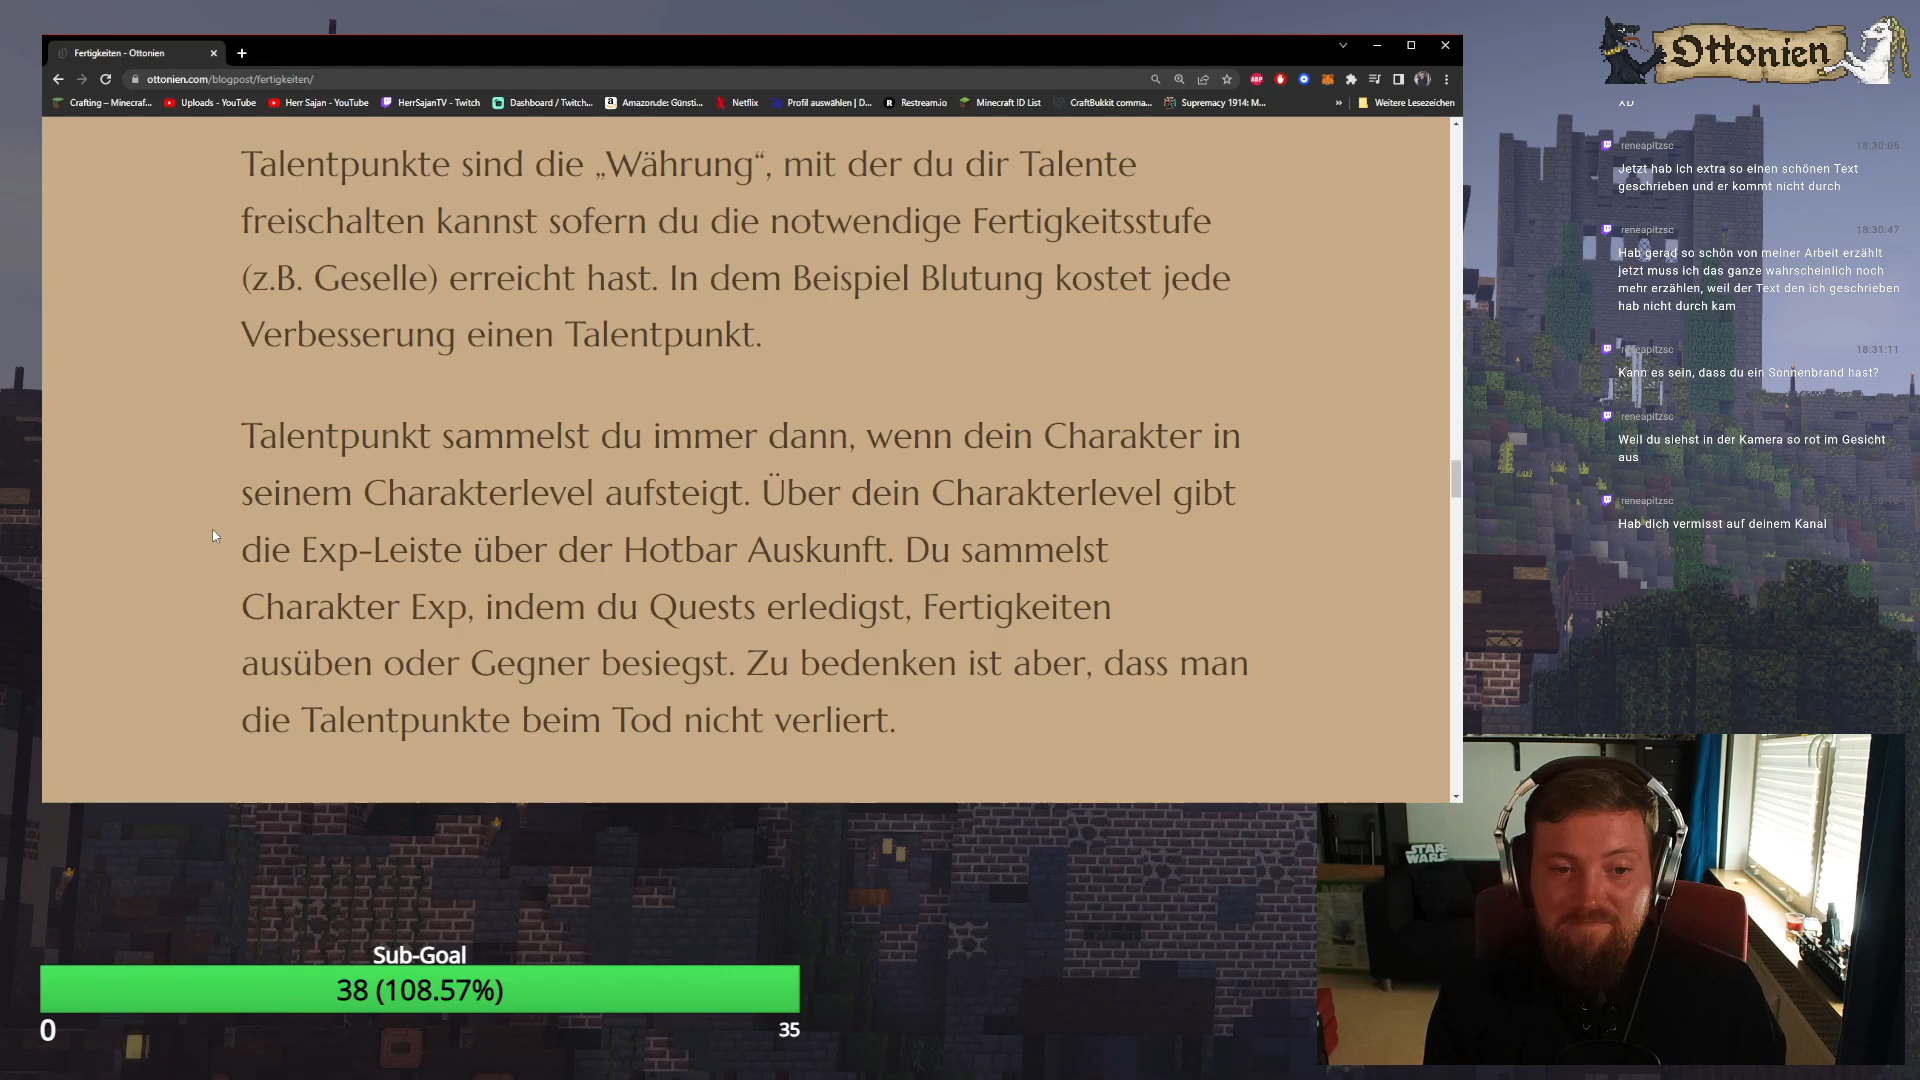 Fertigkeiten - Ottonien
ottonien.com/blogpost/fertigkeiten/
Crafting – Minecraf...
Uploads - YouTube
Herr Sajan - YouTube
HerrSajanTV - Twitch
Dashboard / Twitch...
Amazon.de: Günsti...
Netflix
Profil auswählen | D...
Restream.io
Minecraft ID List
CraftBukkit comma...
Supremacy 1914: M...
»
Weitere Lesezeichen
Talentpunkte sind die „Währung“, mit der du dir Talente
freischalten kannst sofern du die notwendige Fertigkeitsstufe
(z.B. Geselle) erreicht hast. In dem Beispiel Blutung kostet jede
Verbesserung einen Talentpunkt.
Talentpunkt sammelst du immer dann, wenn dein Charakter in
seinem Charakterlevel aufsteigt. Über dein Charakterlevel gibt
die Exp-Leiste über der Hotbar Auskunft. Du sammelst
Charakter Exp, indem du Quests erledigst, Fertigkeiten
ausüben oder Gegner besiegst. Zu bedenken ist aber, dass man
die Talentpunkte beim Tod nicht verliert.
Ottonien
XD
reneapitzsc 18:30:05
Jetzt hab ich extra so einen schönen Text
geschrieben und er kommt nicht durch
reneapitzsc 18:30:47
Hab gerad so schön von meiner Arbeit erzählt
jetzt muss ich das ganze wahrscheinlich noch
mehr erzählen, weil der Text den ich geschrieben
hab nicht durch kam
reneapitzsc 18:31:11
Kann es sein, dass du ein Sonnenbrand hast?
reneapitzsc
Weil du siehst in der Kamera so rot im Gesicht
aus
reneapitzsc
Hab dich vermisst auf deinem Kanal
STAR
WARS
Sub-Goal
38 (108.57%)
0
35